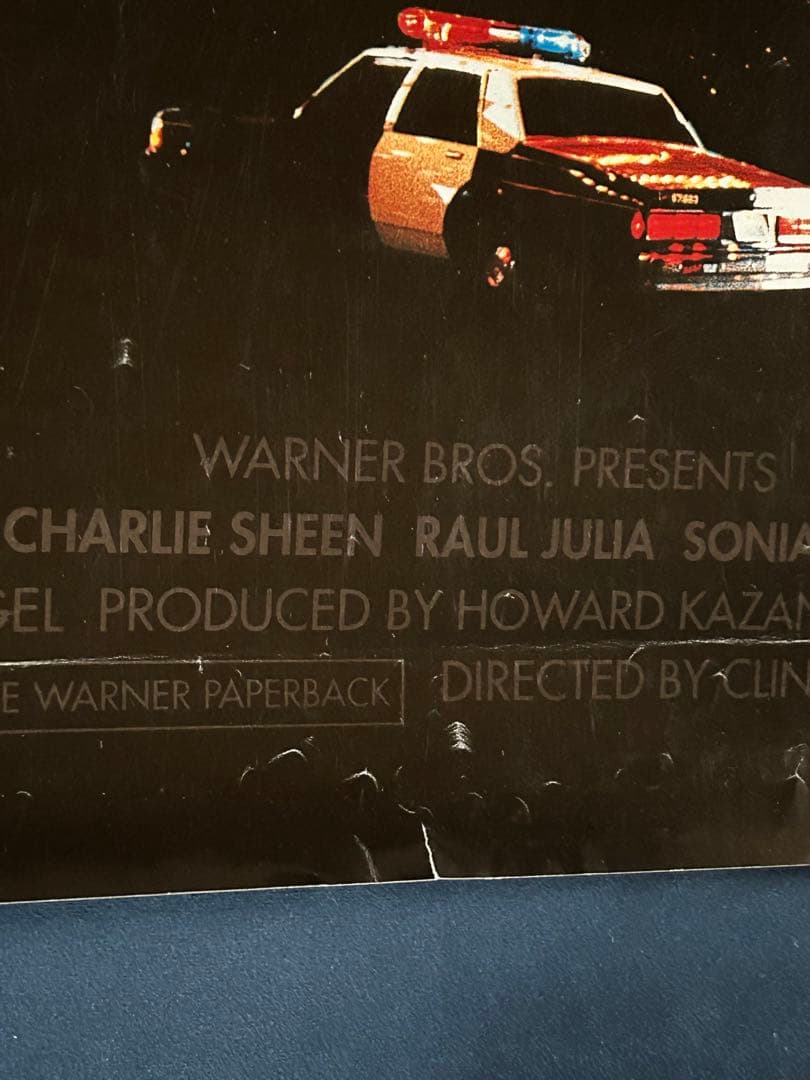 WARNER BROS. PRESENTS
CHARLIE SHEEN RAUL JULIA SONIA
GEL PRODUCED BY HOWARD KAZAN
E WARNER PAPERBACK DIRECTED BY CLIN